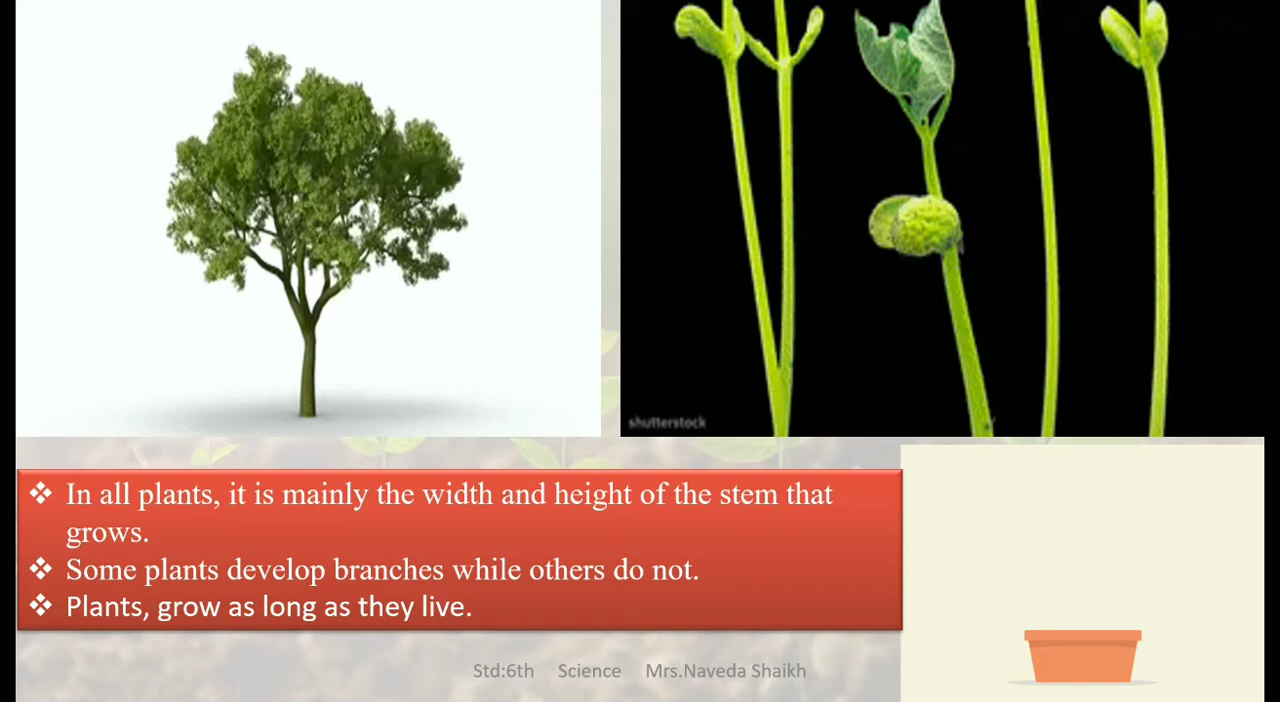 shutterstock
❖ In all plants, it is mainly the width and height of the stem that
grows.
❖ Some plants develop branches while others do not.
❖ Plants, grow as long as they live.
Std:6th Science Mrs.Naveda Shaikh